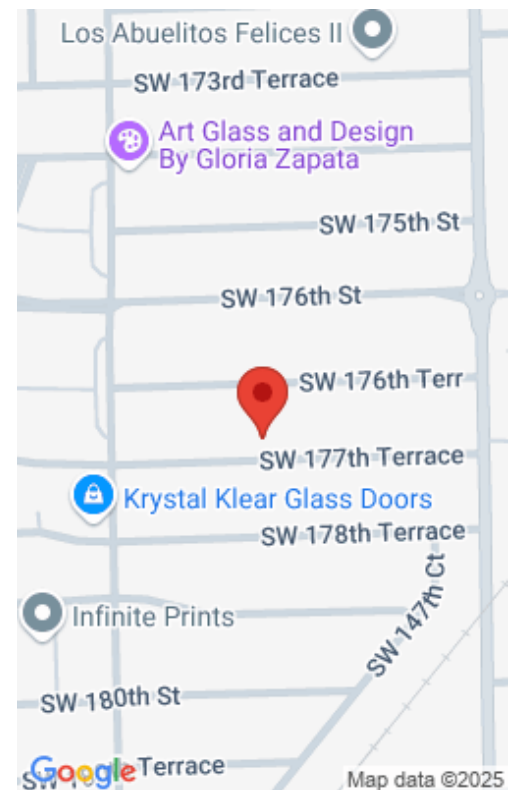 Los Abuelitos Felices II
SW 173rd Terrace
Art Glass and Design
By Gloria Zapata
SW 175th St
SW 176th St
SW 176th Terr
SW 177th Terrace
Krystal Klear Glass Doors
SW 178th Terrace
SW 147th Ct
Infinite Prints
SW 180th St
Terrace
Google
Map data ©2025